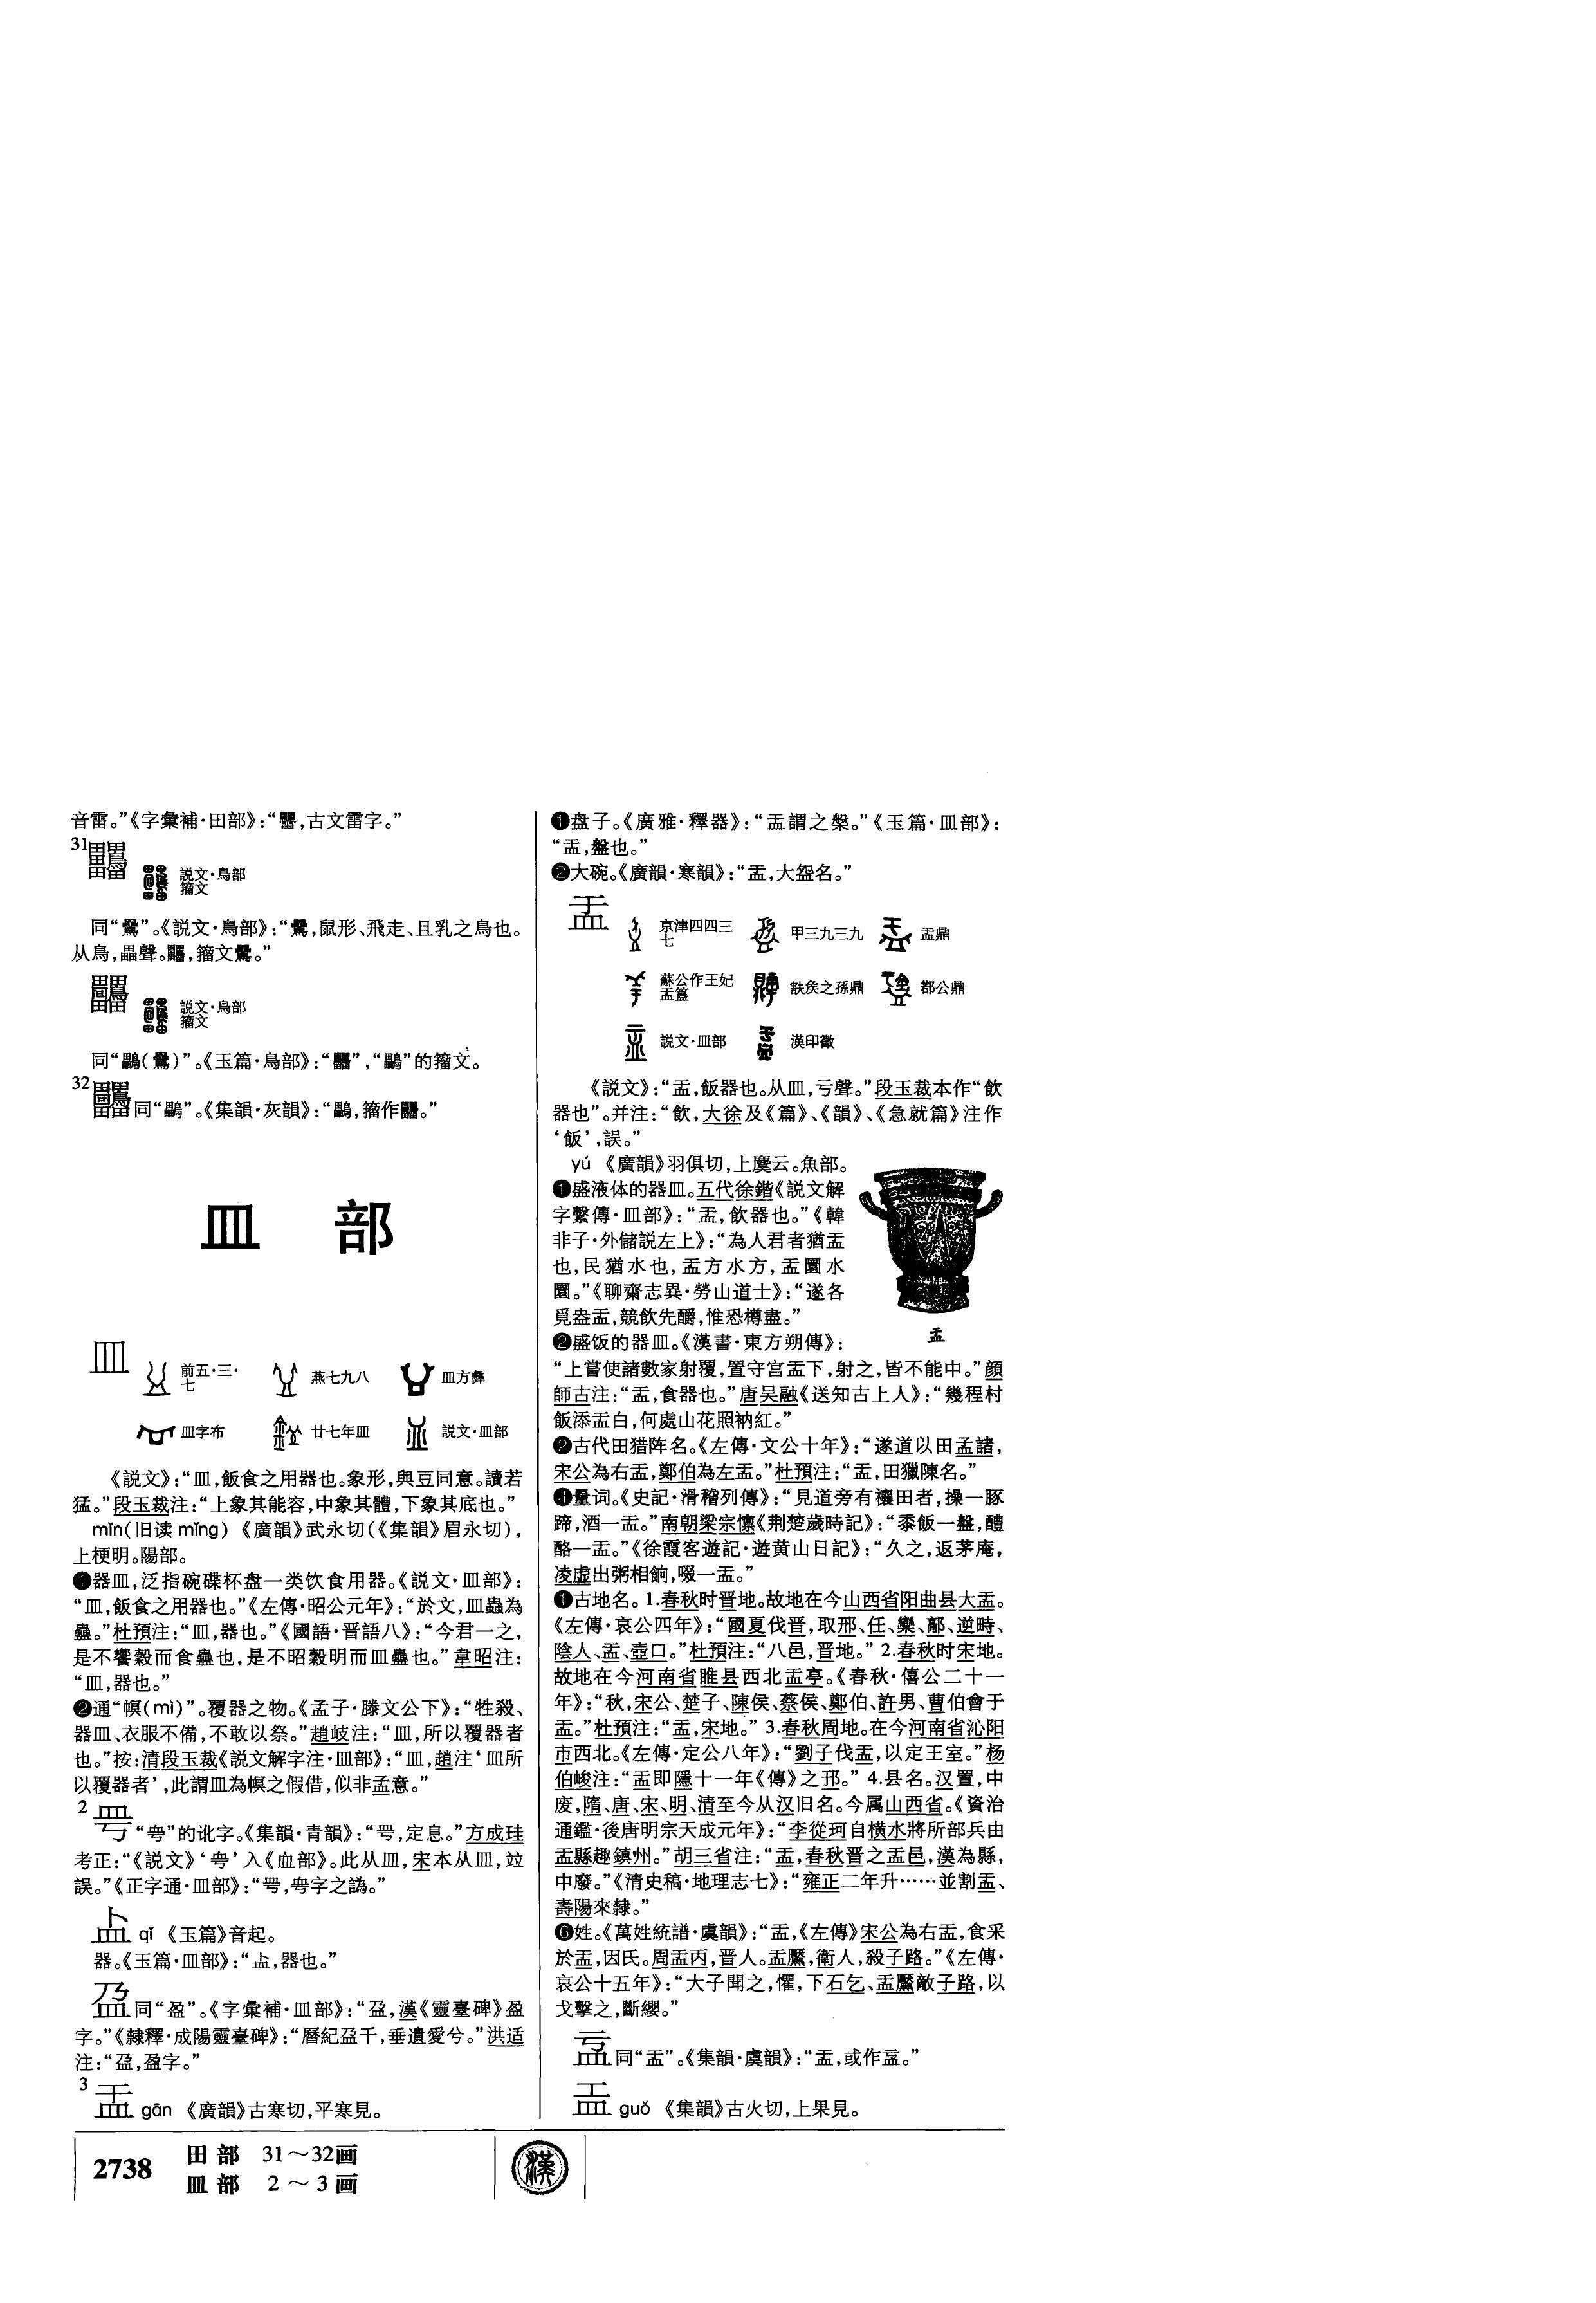 音雷。”《字彙補·田部》：“，古文雷字。”
31
説文·鳥部
籀文
同“”。《説文·鳥部》：“，鼠形、飛走、且乳之鳥也。
从鳥，畾聲。，籀文。”
説文·鳥部
籀文
同“鸓（）”。《玉篇·鳥部》：“”，“鸓”的籀文。
32
同“鸓”。《集韻·灰韻》：“鸓，籀作。”
皿 部
皿
前五·三·
七
燕七九八
皿方彝
皿字布
廿七年皿
説文·皿部
《説文》：“皿，飯食之用器也。象形，與豆同意。讀若
猛。”段玉裁注：“上象其能容，中象其體，下象其底也。”
mǐn（旧读 mǐng）《廣韻》武永切（《集韻》眉永切），
上梗明。陽部。
❶器皿，泛指碗碟杯盘一类饮食用器。《説文·皿部》：
“皿，飯食之用器也。”《左傳·昭公元年》：“於文，皿蟲為
蠱。”杜預注：“皿，器也。”《國語·晋語八》：“今君一之，
是不饗穀而食蠱也，是不昭穀明而皿蠱也。”韋昭注：
“皿，器也。”
❷通“幎（mì）”。覆器之物。《孟子·滕文公下》：“牲殺、
器皿、衣服不備，不敢以祭。”趙岐注：“皿，所以覆器者
也。”按：清段玉裁《説文解字注·皿部》：“皿，趙注‘皿所
以覆器者’，此謂皿為幎之假借，似非孟意。”
2
“甹”的讹字。《集韻·青韻》：“，定息。”方成珪
考正：“《説文》‘甹’入《血部》。此从皿，宋本从皿，竝
誤。”《正字通·皿部》：“，甹字之譌。”
qǐ 《玉篇》音起。
器。《玉篇·皿部》：“，器也。”
盁同“盈”。《字彙補·皿部》：“盁，漢《靈臺碑》盈
字。”《隸釋·成陽靈臺碑》：“曆紀盁千，垂遺愛兮。”洪适
注：“盁，盈字。”
3
gān 《廣韻》古寒切，平寒見。
❶盘子。《廣雅·釋器》：“謂之槃。”《玉篇·皿部》：
“，盤也。”
❷大碗。《廣韻·寒韻》：“，大盌名。”
盂
京津四四三
七
甲三九三九
盂鼎
蘇公作王妃
盂簋
㝬矦之孫鼎
都公鼎
説文·皿部
漢印徵
《説文》：“盂，飯器也。从皿，亏聲。”段玉裁本作“飲
器也”。并注：“飲，大徐及《篇》、《韻》、《急就篇》注作
‘飯’，誤。”
yú 《廣韻》羽俱切，上麌云。魚部。
❶盛液体的器皿。五代徐鍇《説文解
字繫傳·皿部》：“盂，飲器也。”《韓
非子·外儲説左上》：“為人君者猶盂
也，民猶水也，盂方水方，盂圜水
圜。”《聊齋志異·勞山道士》：“遂各
覓盎盂，競飲先釂，惟恐樽盡。”
盂
❷盛饭的器皿。《漢書·東方朔傳》：
“上嘗使諸數家射覆，置守宫盂下，射之，皆不能中。”顔
師古注：“盂，食器也。”唐吴融《送知古上人》：“幾程村
飯添盂白，何處山花照衲紅。”
❷古代田猎阵名。《左傳·文公十年》：“遂道以田孟諸，
宋公為右盂，鄭伯為左盂。”杜預注：“盂，田獵陳名。”
量词。《史記·滑稽列傳》：“見道旁有禳田者，操一豚
蹄，酒一盂。”南朝梁宗懔《荆楚歲時記》：“黍飯一盤，醴
酪一盂。”《徐霞客遊記·遊黄山日記》：“久之，返茅庵，
凌虚出粥相餉，啜一盂。”
❶古地名。1.春秋时晋地。故地在今山西省阳曲县大盂。
《左傳·哀公四年》：“國夏伐晋，取邢、任、欒、鄗、逆畤、
陰人、盂、壺口。”杜預注：“八邑，晋地。” 2.春秋时宋地。
故地在今河南省睢县西北盂亭。《春秋·僖公二十一
年》：“秋，宋公、楚子、陳侯、蔡侯、鄭伯、許男、曹伯會于
盂。”杜預注：“盂，宋地。” 3.春秋周地。在今河南省沁阳
市西北。《左傳·定公八年》：“劉子伐盂，以定王室。”杨
伯峻注：“盂即隱十一年《傳》之邘。” 4.县名。汉置，中
废，隋、唐、宋、明、清至今从汉旧名。今属山西省。《資治
通鑑·後唐明宗天成元年》：“李從珂自横水將所部兵由
盂縣趣鎮州。”胡三省注：“盂，春秋晋之盂邑，漢為縣，
中廢。”《清史稿·地理志七》：“雍正二年升……並割盂、
壽陽來隸。”
❻姓。《萬姓統譜·虞韻》：“盂，《左傳》宋公為右盂，食采
於盂，因氏。周盂丙，晋人。盂黶，衛人，殺子路。”《左傳·
哀公十五年》：“大子聞之，懼，下石乞、盂黶敵子路，以
戈擊之，斷纓。”
同“盂”。《集韻·虞韻》：“盂，或作。”
guǒ 《集韻》古火切，上果見。
2738
田 部 31～32画
皿 部 2～3画
漢